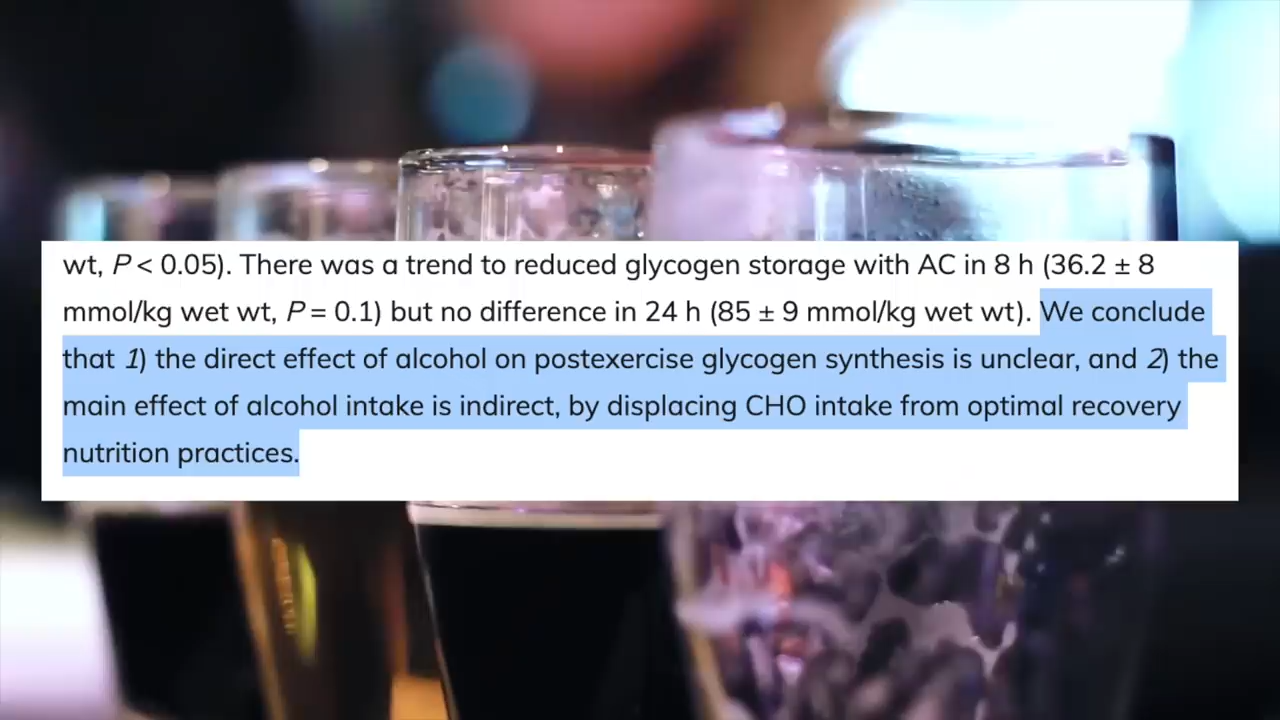 wt, P < 0.05). There was a trend to reduced glycogen storage with AC in 8 h (36.2 ± 8
mmol/kg wet wt, P = 0.1) but no difference in 24 h (85 ± 9 mmol/kg wet wt). We conclude
that 1) the direct effect of alcohol on postexercise glycogen synthesis is unclear, and 2) the
main effect of alcohol intake is indirect, by displacing CHO intake from optimal recovery
nutrition practices.